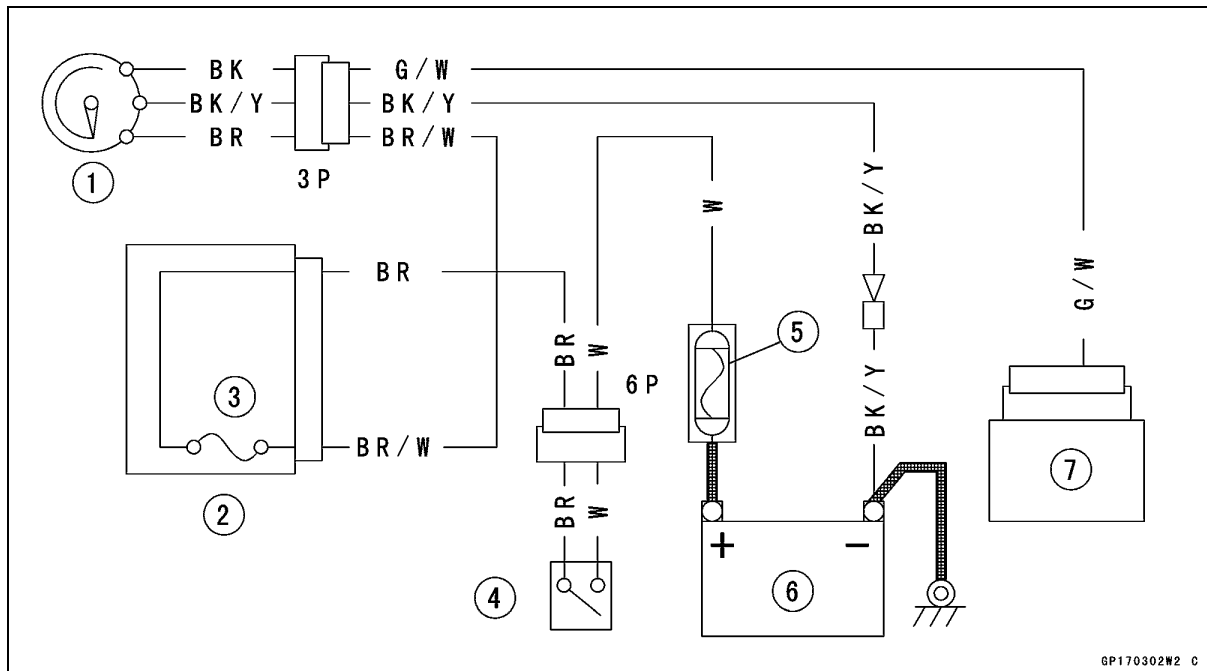 BK G/W
BK/Y BK/Y
BR BR/W
1
3P
W
BK/Y
G/W
BR
BR
W
5
3
6P
BK/Y
BR/W
7
2
BR
W
+ −
4
6
GP170302W2 C